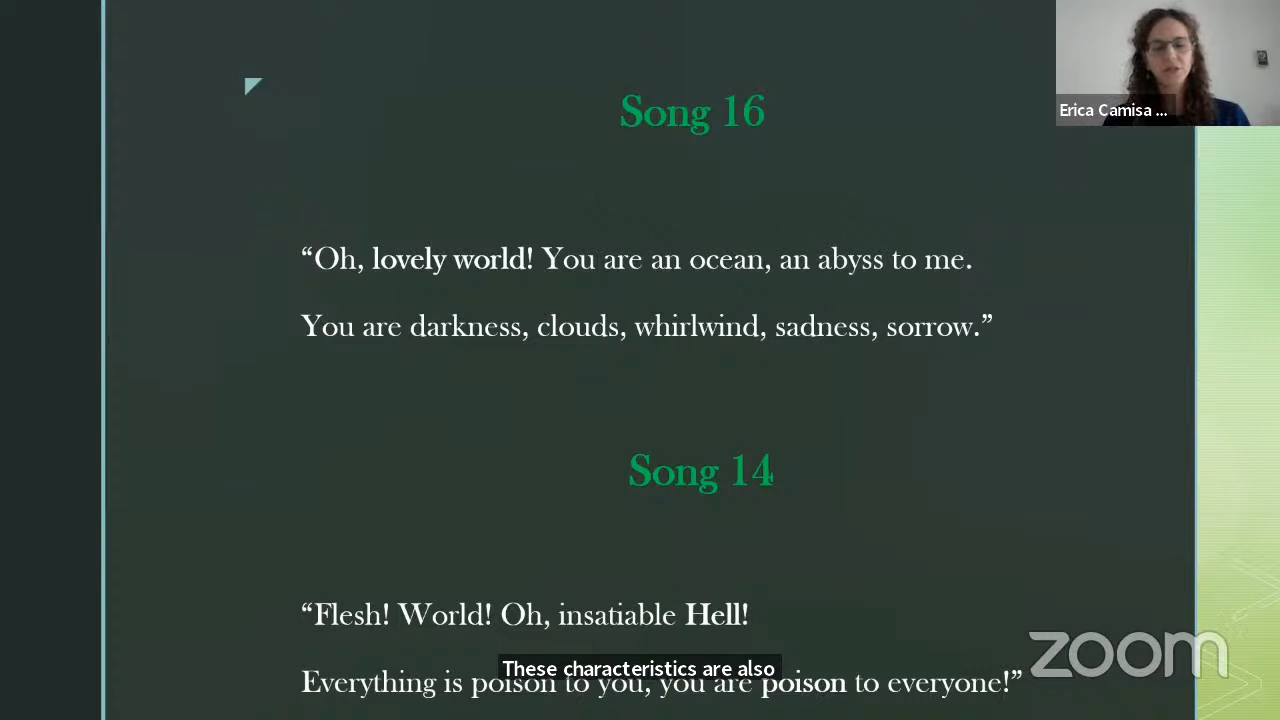 Song 16
Erica Camisa ...
“Oh, lovely world! You are an ocean, an abyss to me.
You are darkness, clouds, whirlwind, sadness, sorrow.”
Song 14
“Flesh! World! Oh, insatiable Hell!
Everything is poison to you, you are poison to everyone!”
These characteristics are also
zoom